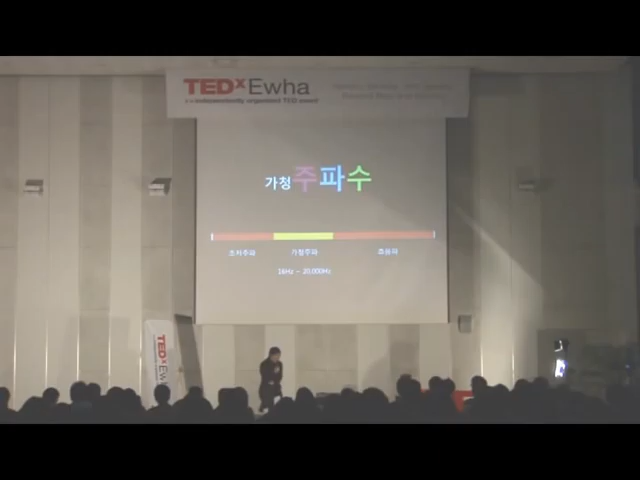 TEDxEwha
x = independently organized TED event
가청주파수
초저주파 가청주파 초음파
16Hz ~ 20,000Hz
TEDxEw